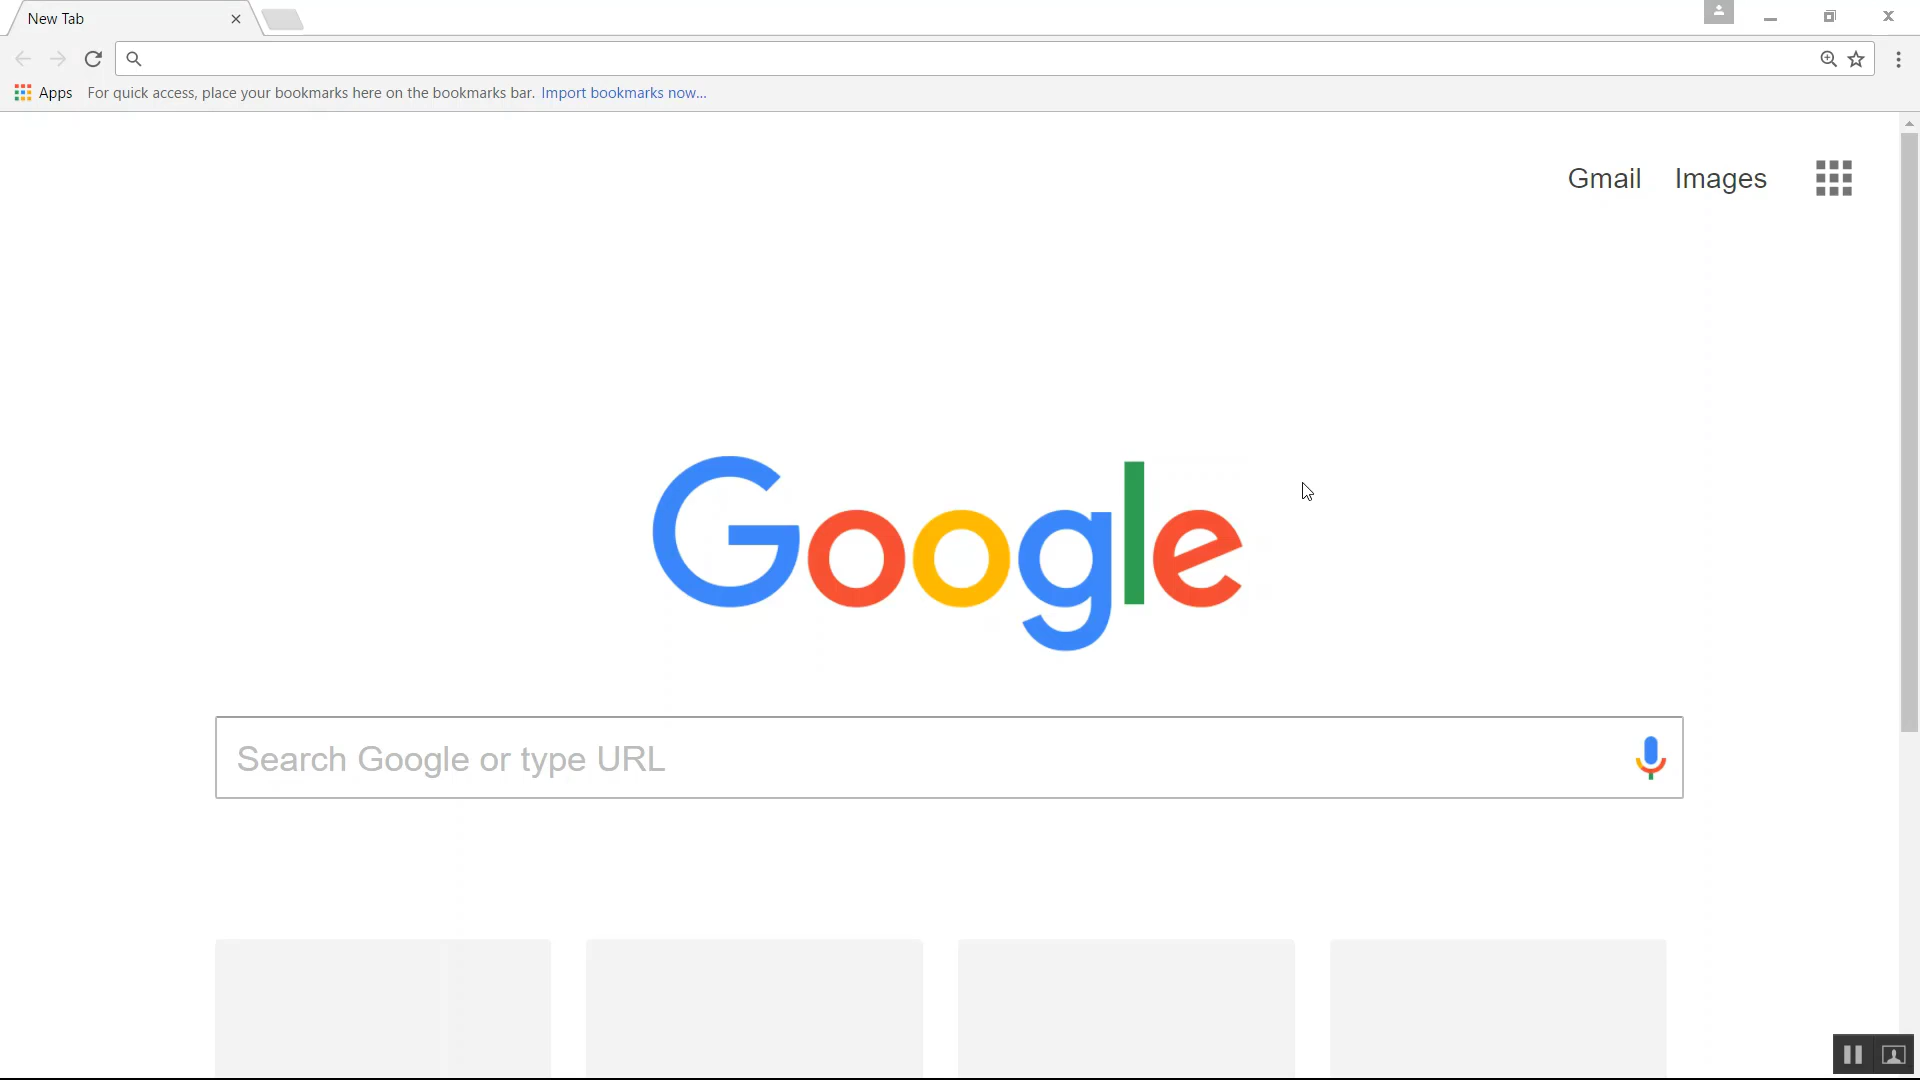 New Tab
Apps For quick access, place your bookmarks here on the bookmarks bar. Import bookmarks now...
Gmail Images
Google
Search Google or type URL